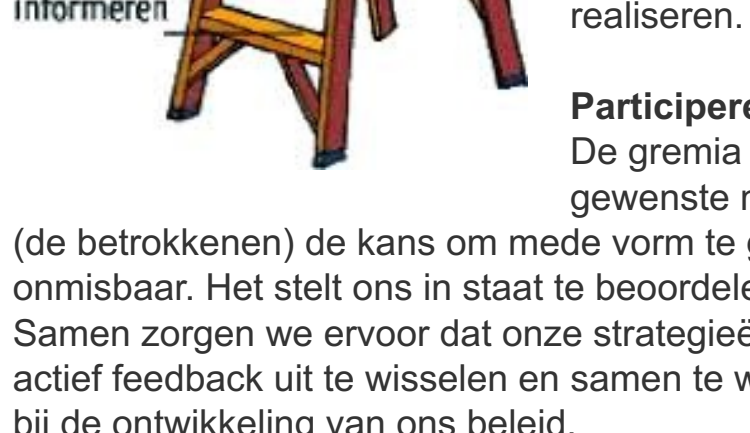 informeren
realiseren.
Participere
De gremia
gewenste
(de betrokkenen) de kans om mede vorm te
onmisbaar. Het stelt ons in staat te beoordele
Samen zorgen we ervoor dat onze strategieë
actief feedback uit te wisselen en samen te w
bij de ontwikkeling van ons beleid.